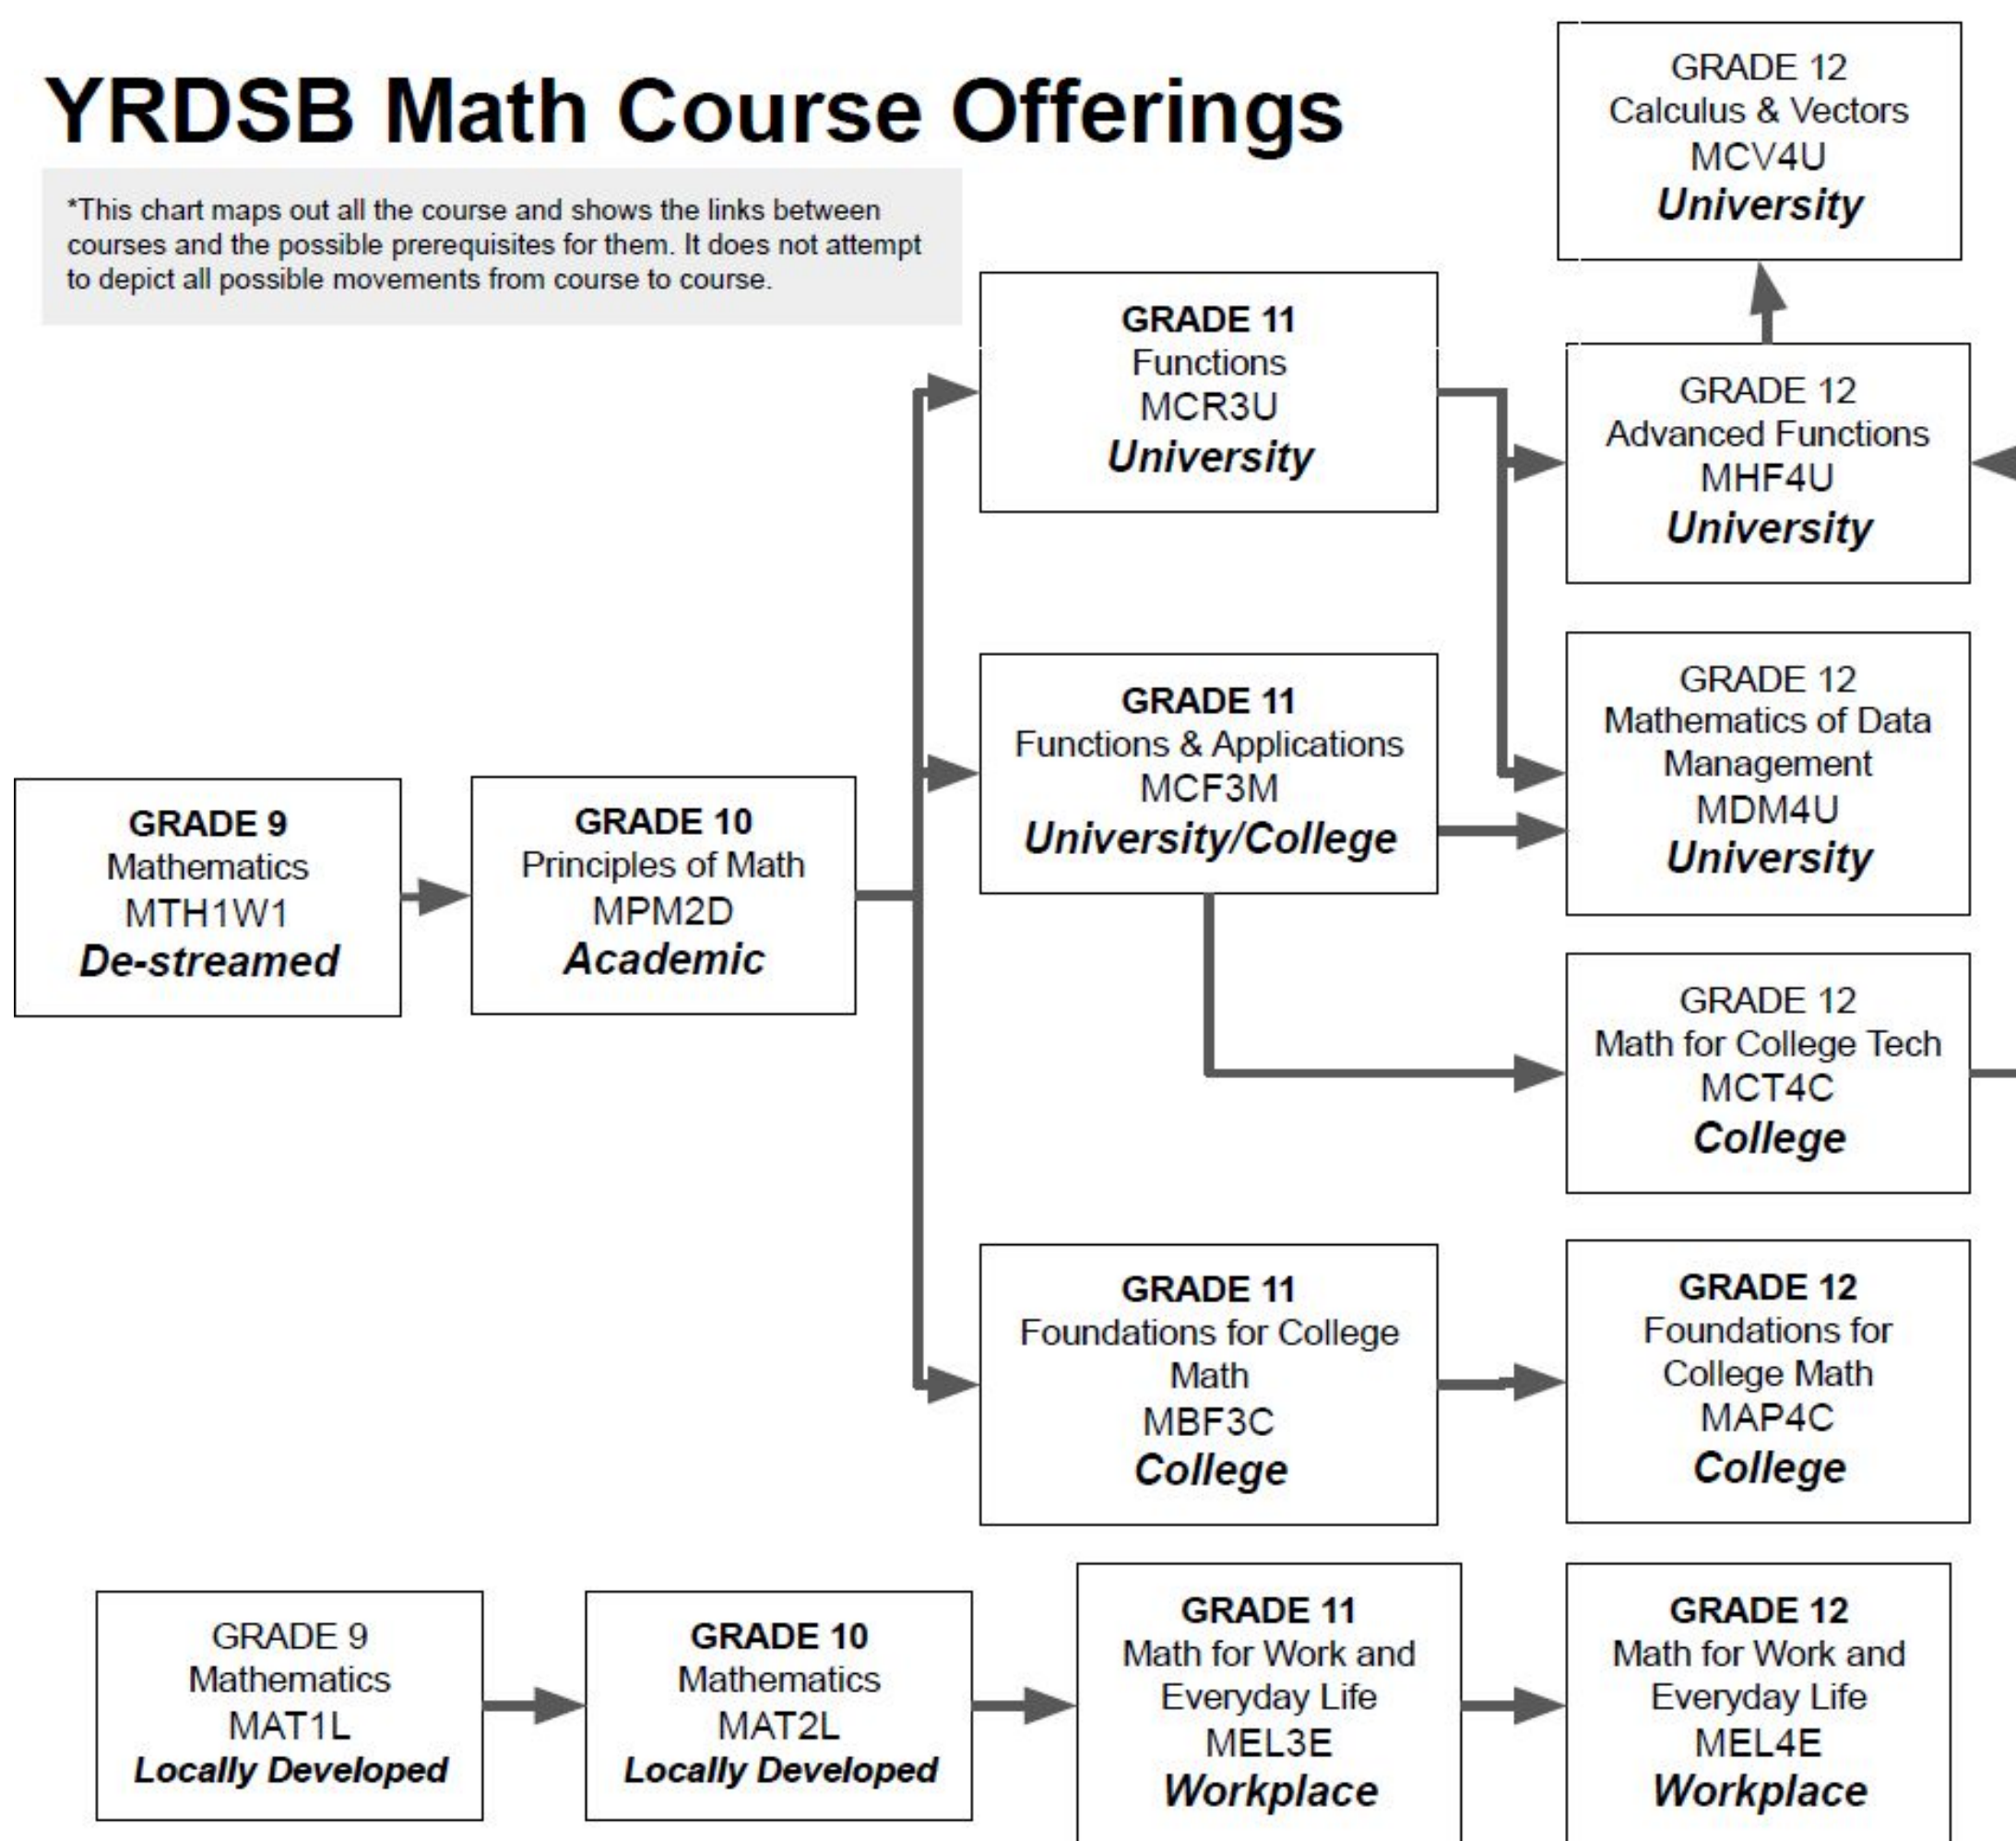 YRDSB Math Course Offerings
*This chart maps out all the course and shows the links between
courses and the possible prerequisites for them. It does not attempt
to depict all possible movements from course to course.
GRADE 12
Calculus & Vectors
MCV4U
University
GRADE 11
Functions
MCR3U
University
GRADE 12
Advanced Functions
MHF4U
University
GRADE 11
Functions & Applications
MCF3M
University/College
GRADE 12
Mathematics of Data
Management
MDM4U
University
GRADE 9
Mathematics
MTH1W1
De-streamed
GRADE 10
Principles of Math
MPM2D
Academic
GRADE 12
Math for College Tech
MCT4C
College
GRADE 11
Foundations for College
Math
MBF3C
College
GRADE 12
Foundations for
College Math
MAP4C
College
GRADE 9
Mathematics
MAT1L
Locally Developed
GRADE 10
Mathematics
MAT2L
Locally Developed
GRADE 11
Math for Work and
Everyday Life
MEL3E
Workplace
GRADE 12
Math for Work and
Everyday Life
MEL4E
Workplace